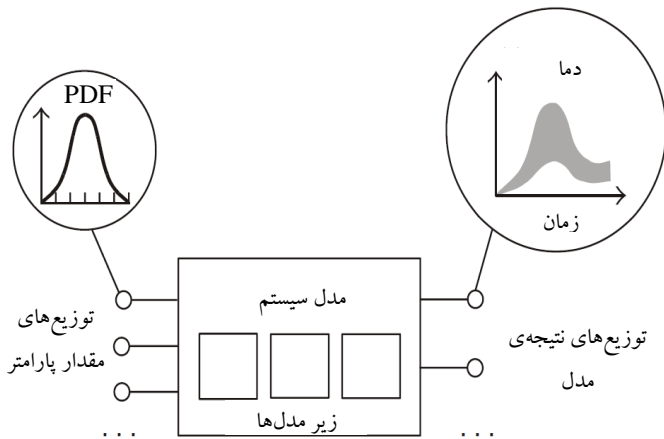 دما
PDF
زمان
مدل سیستم
توزیع‌های
مقدار پارامتر
توزیع‌های نتیجه‌ی
مدل
زیر مدل‌ها
. . .
. . .